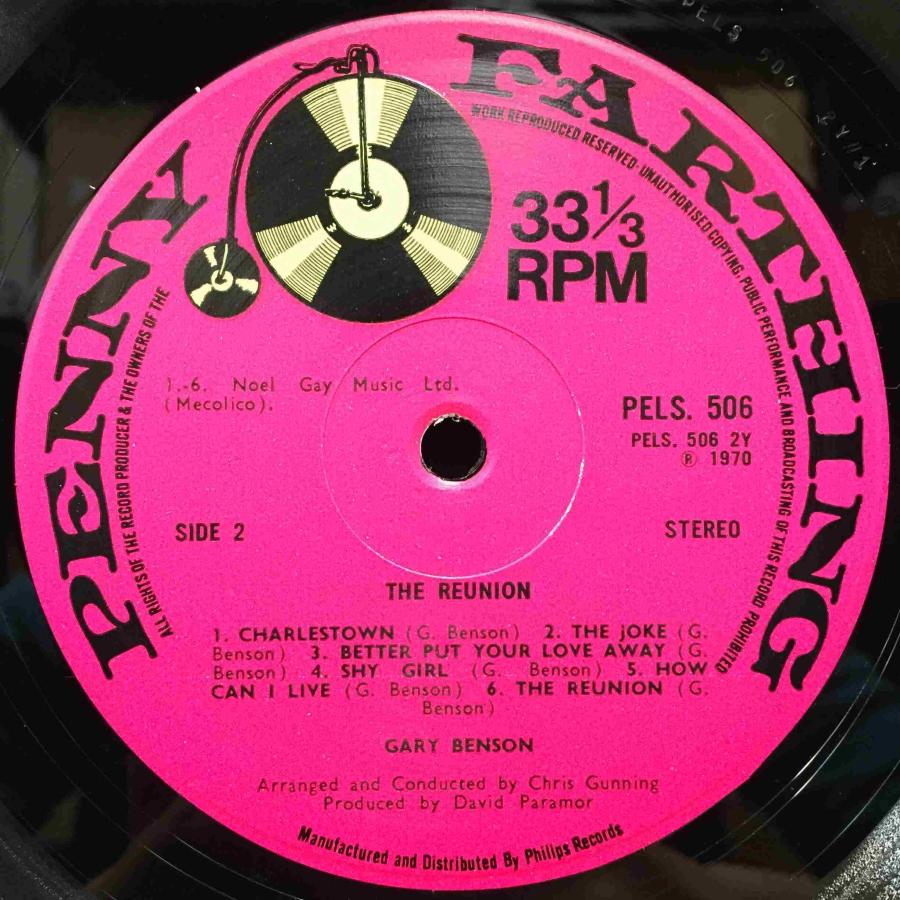 PENNY FARTHING
ALL RIGHTS OF THE RECORD PRODUCER & THE OWNERS OF THE
WORK REPRODUCED RESERVED· UNAUTHORISED COPYING, PUBLIC PERFORMANCE AND BROADCASTING OF THIS RECORD PROHIBITED
PELS 506 2Y
33⅓
RPM
1.-6. Noel Gay Music Ltd.
(Mecolico).
PELS. 506
PELS. 506 2Y
℗ 1970
SIDE 2
STEREO
THE REUNION
1. CHARLESTOWN (G. Benson) 2. THE JOKE (G.
Benson) 3. BETTER PUT YOUR LOVE AWAY (G.
Benson) 4. SHY GIRL (G. Benson) 5. HOW
CAN I LIVE (G. Benson) 6. THE REUNION (G.
Benson)
GARY BENSON
Arranged and Conducted by Chris Gunning
Produced by David Paramor
Manufactured and Distributed By Philips Records